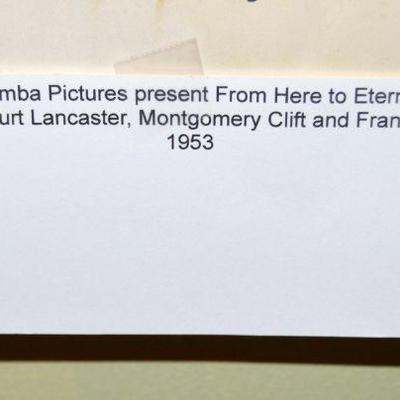 mba Pictures present From Here to Etern
urt Lancaster, Montgomery Clift and Fran
1953